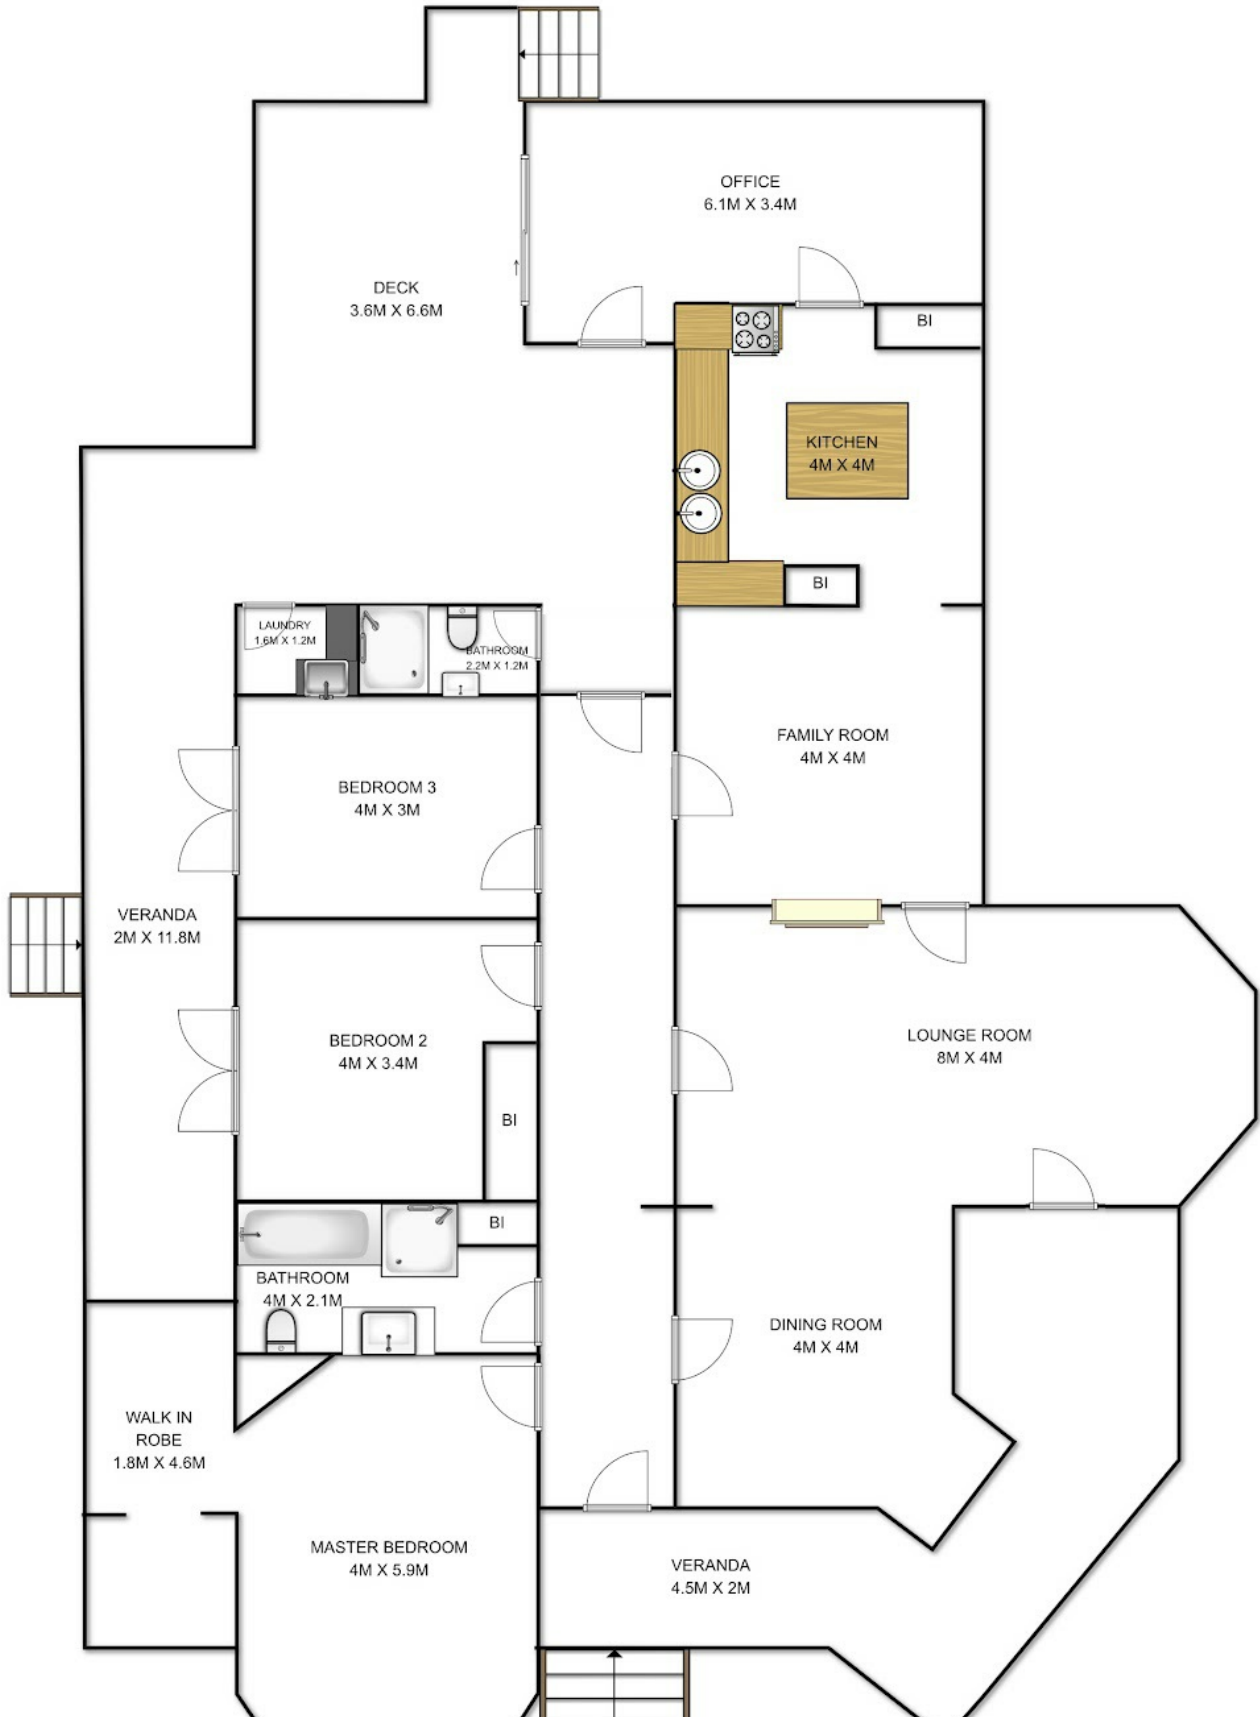 OFFICE
6.1M X 3.4M
DECK
3.6M X 6.6M
BI
KITCHEN
4M X 4M
BI
LAUNDRY
1.6M X 1.2M
BATHROOM
2.2M X 1.2M
FAMILY ROOM
4M X 4M
BEDROOM 3
4M X 3M
VERANDA
2M X 11.8M
BEDROOM 2
4M X 3.4M
LOUNGE ROOM
8M X 4M
BI
BI
BATHROOM
4M X 2.1M
DINING ROOM
4M X 4M
WALK IN
ROBE
1.8M X 4.6M
MASTER BEDROOM
4M X 5.9M
VERANDA
4.5M X 2M